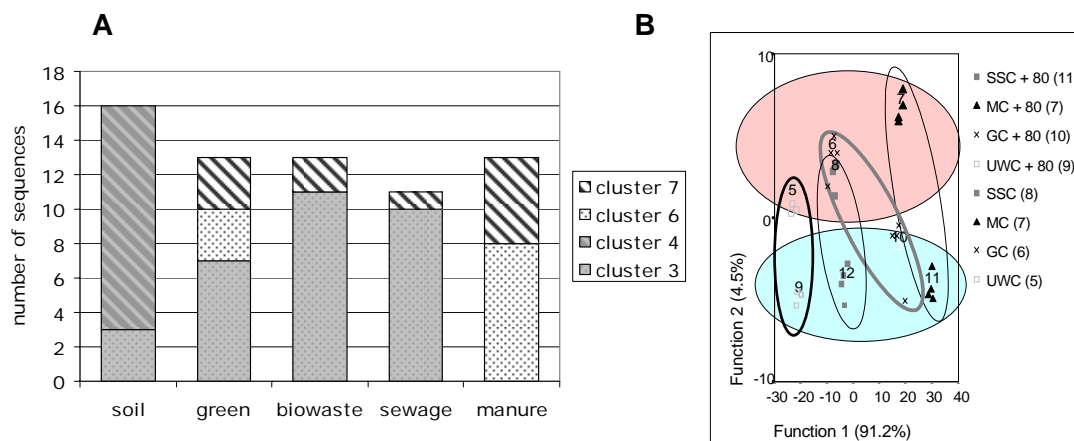 A
number of sequences
18
16
14
12
10
8
6
4
2
0
soil green biowaste sewage manure
cluster 7
cluster 6
cluster 4
cluster 3
B
Function 2 (4.5%)
10
0
-10
-30 -20 -10 0 10 20 30 40
Function 1 (91.2%)
7
6
8
5
10
12
11
9
SSC + 80 (11
MC + 80 (7)
GC + 80 (10)
UWC + 80 (9)
SSC (8)
MC (7)
GC (6)
UWC (5)